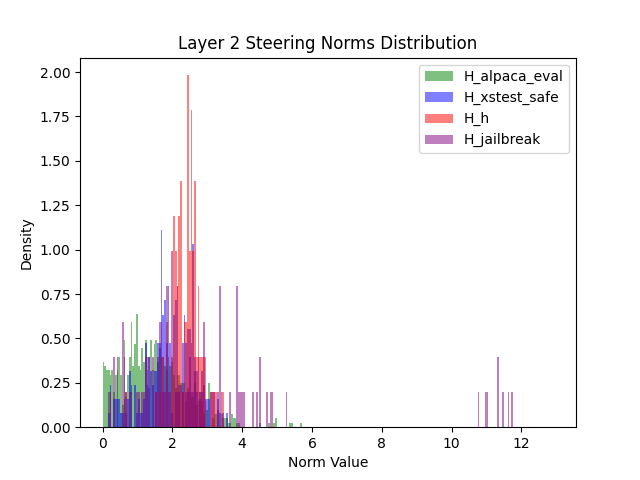 Layer 2 Steering Norms Distribution
H_alpaca_eval
H_xstest_safe
H_h
H_jailbreak
2.00
1.75
1.50
1.25
1.00
0.75
0.50
0.25
0.00
Density
0 2 4 6 8 10 12
Norm Value